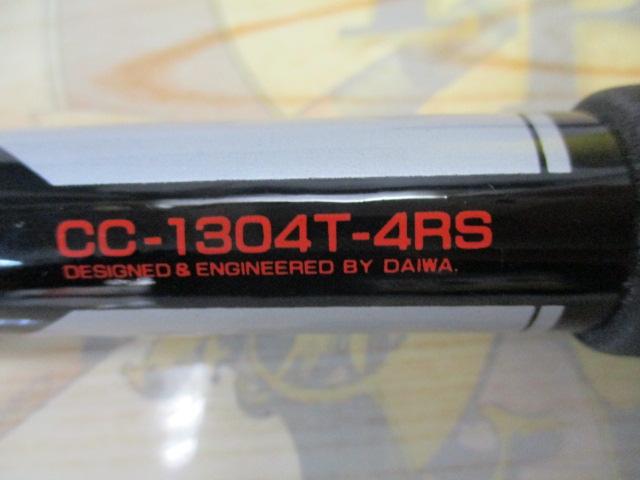 CC-1304T-4RS
DESIGNED & ENGINEERED BY DAIWA.